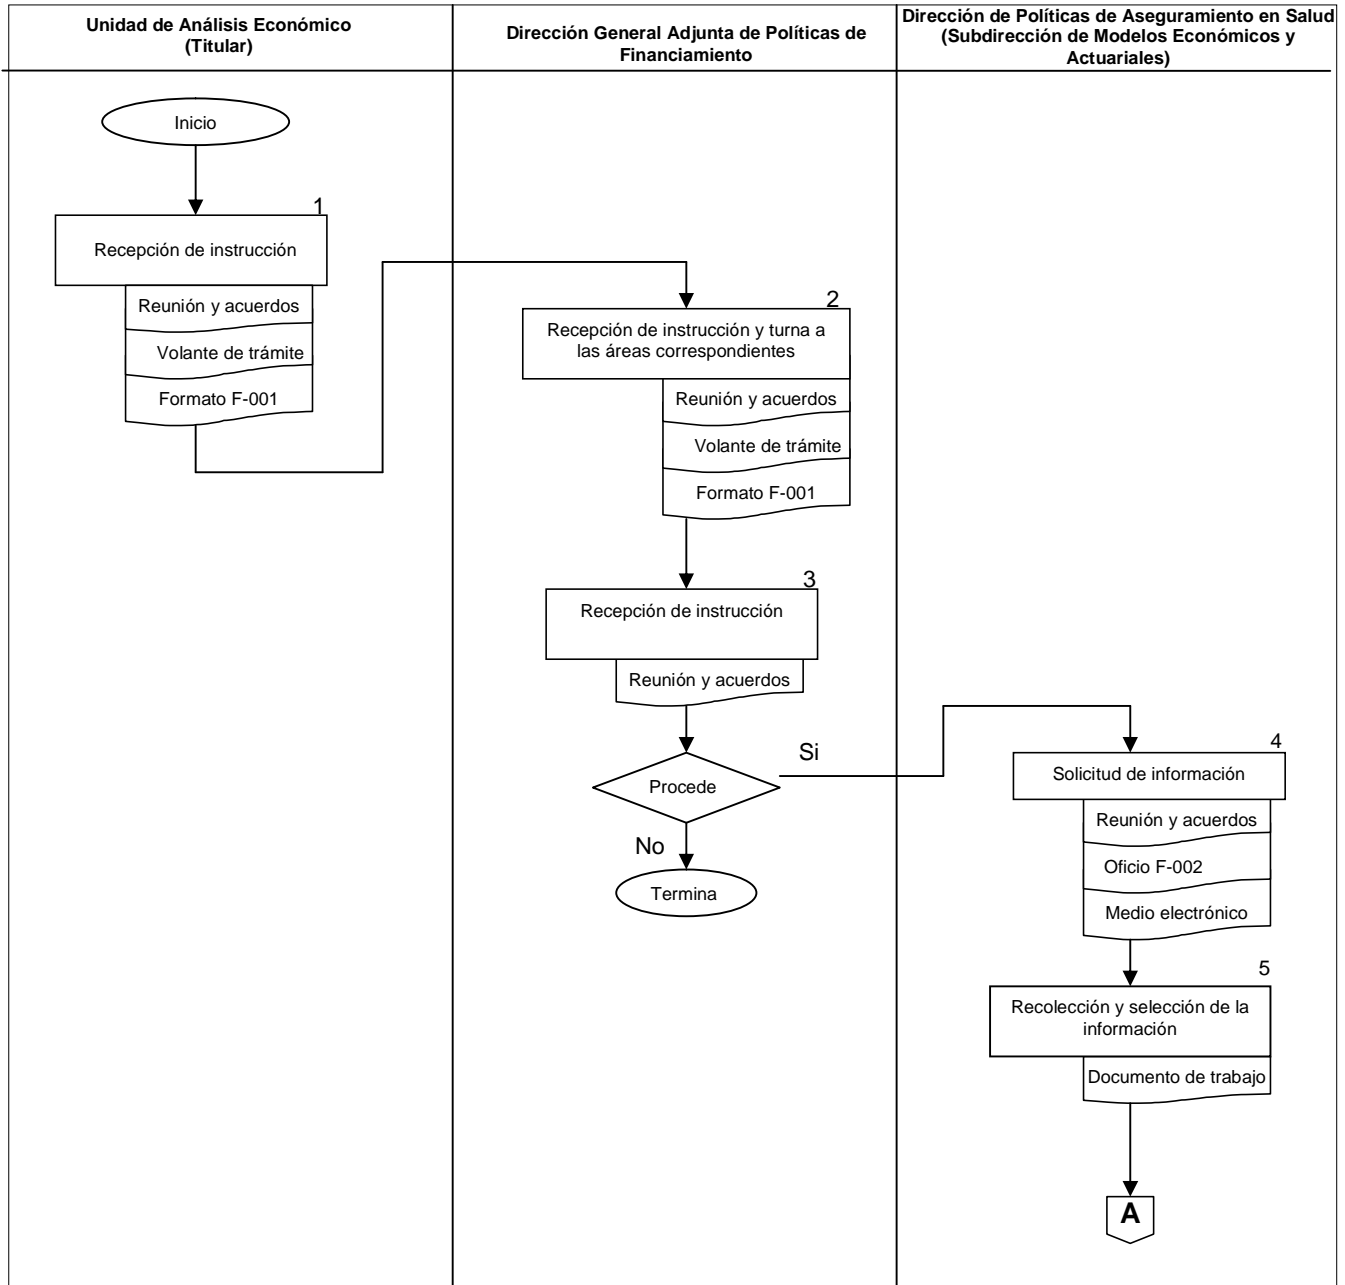 Unidad de Análisis Económico
(Titular)
Dirección General Adjunta de Políticas de
Financiamiento
Dirección de Políticas de Aseguramiento en Salud
(Subdirección de Modelos Económicos y
Actuariales)
Inicio
1
Recepción de instrucción
Reunión y acuerdos
Volante de trámite
Formato F-001
2
Recepción de instrucción y turna a
las áreas correspondientes
Reunión y acuerdos
Volante de trámite
Formato F-001
3
Recepción de instrucción
Reunión y acuerdos
Procede
Si
No
Termina
4
Solicitud de información
Reunión y acuerdos
Oficio F-002
Medio electrónico
5
Recolección y selección de la
información
Documento de trabajo
A